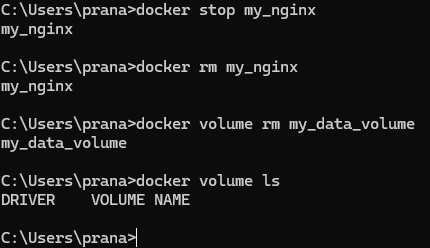 C:\Users\prana>docker stop my_nginx
my_nginx
C:\Users\prana>docker rm my_nginx
my_nginx
C:\Users\prana>docker volume rm my_data_volume
my_data_volume
C:\Users\prana>docker volume ls
DRIVER    VOLUME NAME
C:\Users\prana>